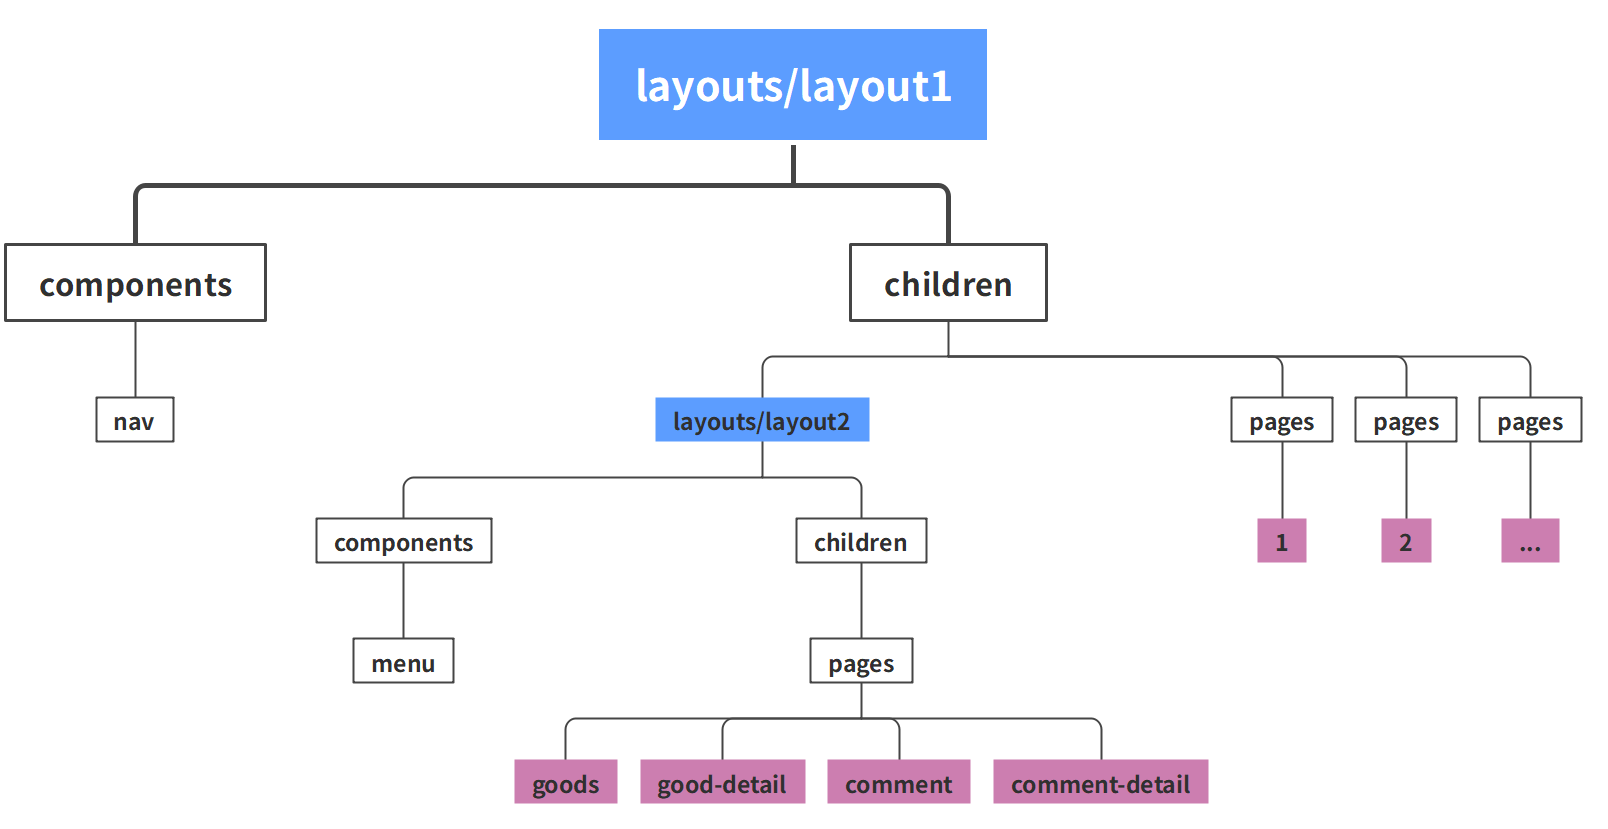 layouts/layout1
components
children
nav
layouts/layout2
pages
pages
pages
components
children
1
2
...
menu
pages
goods
good-detail
comment
comment-detail